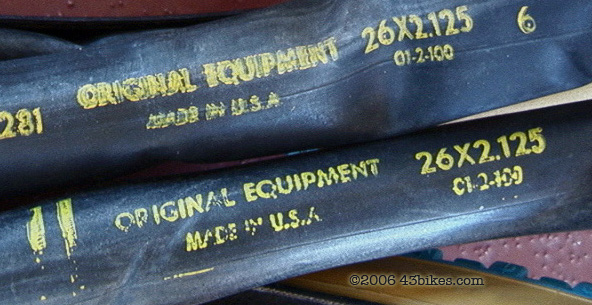 281 ORIGINAL EQUIPMENT 26X2.125 6
MADE IN U.S.A 01-2-100
ORIGINAL EQUIPMENT 26X2.125
MADE IN U.S.A. 01-2-100
©2006 43bikes.com